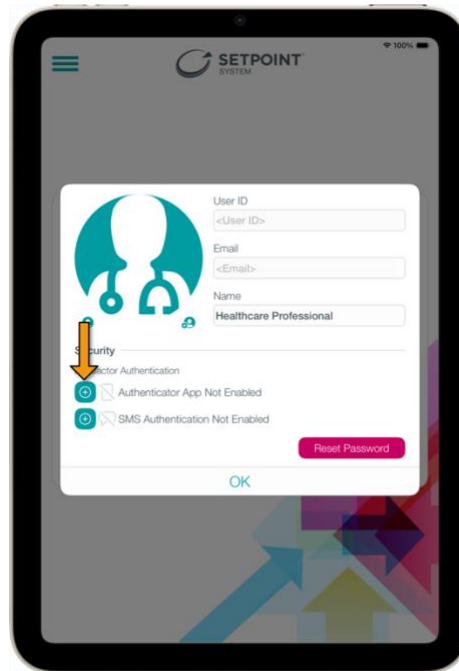 100%
SETPOINT
SYSTEM
User ID
<User ID>
Email
<Email>
Name
Healthcare Professional
Security
actor Authentication
Authenticator App Not Enabled
SMS Authentication Not Enabled
Reset Password
OK